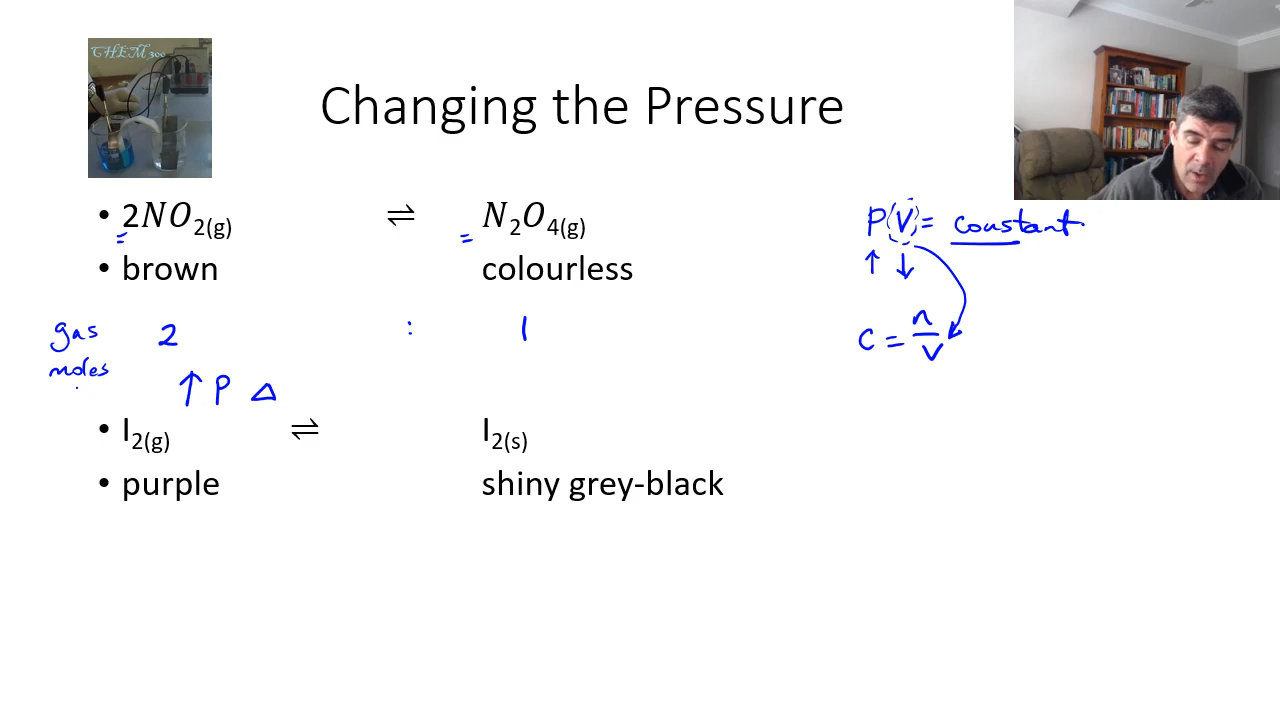 CHEM 300
Changing the Pressure
• 2NO₂(g) ⇌ N₂O₄(g)
• brown colourless
P V = constant
↑ ↓
c = n/V
gas moles 2 : 1
↑ P Δ
• I₂(g) ⇌ I₂(s)
• purple shiny grey-black